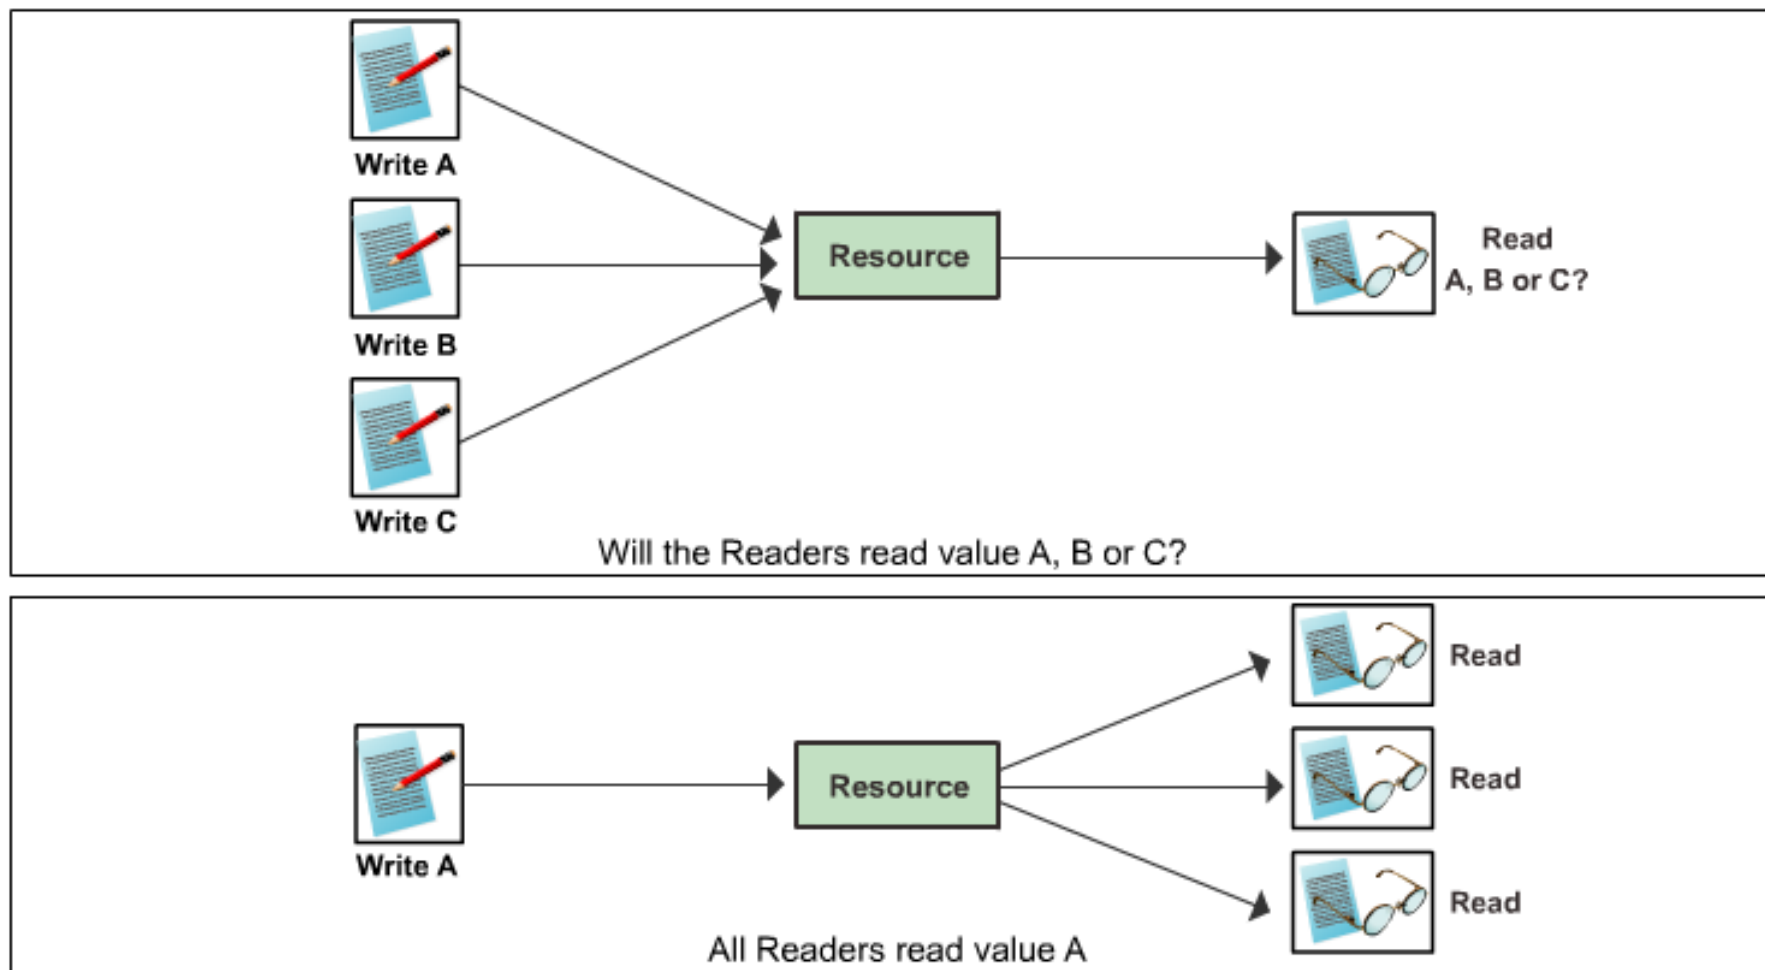 Write A
Write B
Write C
Resource
Read
A, B or C?
Will the Readers read value A, B or C?
Write A
Resource
Read
Read
Read
All Readers read value A